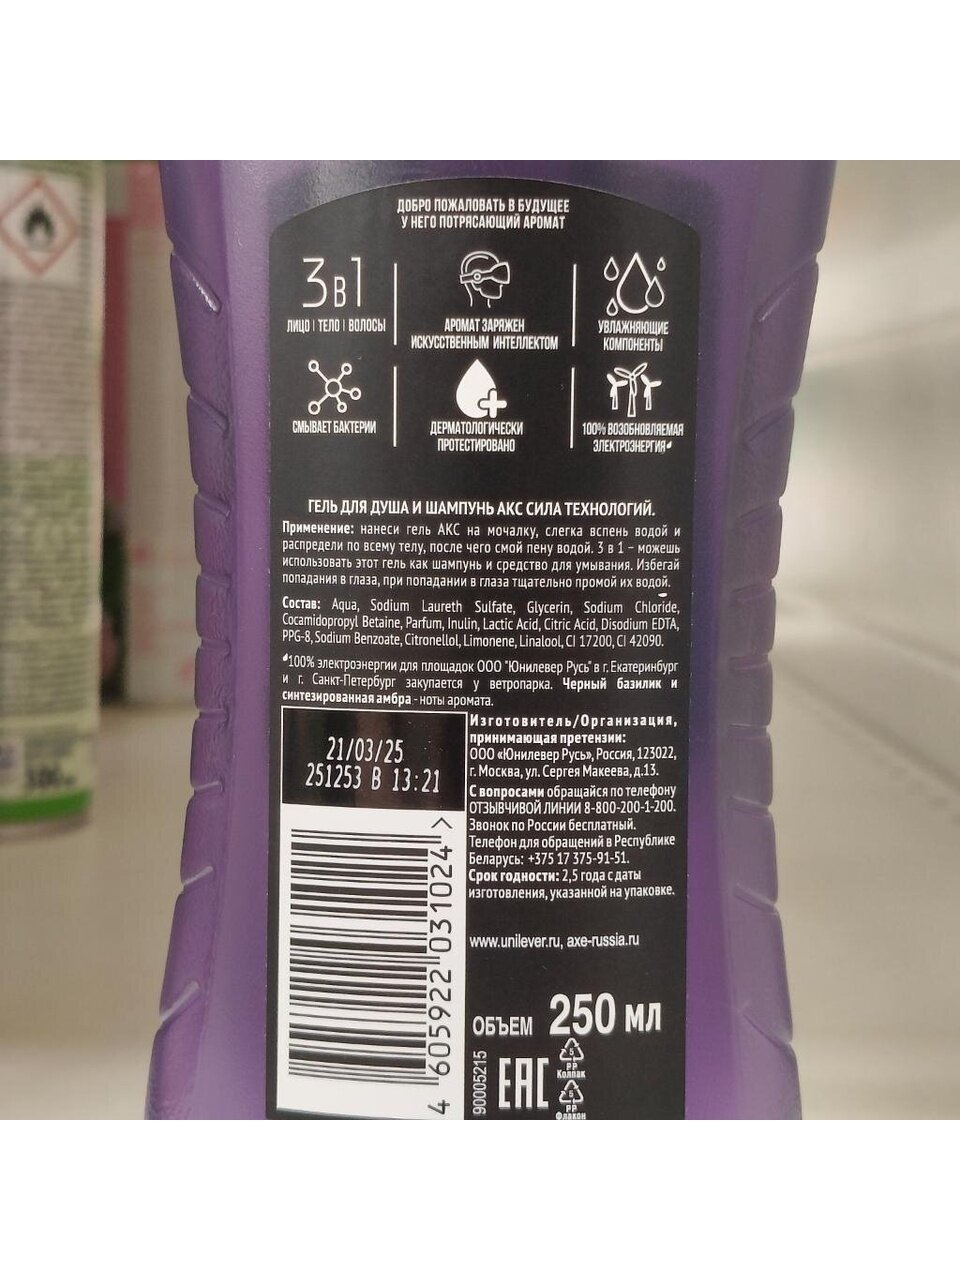 ДОБРО ПОЖАЛОВАТЬ В БУДУЩЕЕ
У НЕГО ПОТРЯСАЮЩИЙ АРОМАТ
3в1
ЛИЦО | ТЕЛО | ВОЛОСЫ
АРОМАТ ЗАРЯЖЕН
ИСКУССТВЕННЫМ ИНТЕЛЛЕКТОМ
УВЛАЖНЯЮЩИЕ
КОМПОНЕНТЫ
СМЫВАЕТ БАКТЕРИИ
ДЕРМАТОЛОГИЧЕСКИ
ПРОТЕСТИРОВАНО
100% ВОЗОБНОВЛЯЕМАЯ
ЭЛЕКТРОЭНЕРГИЯ
ГЕЛЬ ДЛЯ ДУША И ШАМПУНЬ АКС СИЛА ТЕХНОЛОГИЙ.
Применение: нанеси гель АКС на мочалку, слегка вспень водой и
распредели по всему телу, после чего смой пену водой. 3 в 1 – можешь
использовать этот гель как шампунь и средство для умывания. Избегай
попадания в глаза, при попадании в глаза тщательно промой их водой.
Состав: Aqua, Sodium Laureth Sulfate, Glycerin, Sodium Chloride,
Cocamidopropyl Betaine, Parfum, Inulin, Lactic Acid, Citric Acid, Disodium EDTA,
PPG-8, Sodium Benzoate, Citronellol, Limonene, Linalool, CI 17200, CI 42090.
100% электроэнергии для площадок ООО "Юнилевер Русь" в г. Екатеринбург
и г. Санкт-Петербург закупается у ветропарка. Черный базилик и
синтезированная амбра - ноты аромата.
21/03/25
251253 B 13:21
Изготовитель/Организация,
принимающая претензии:
ООО «Юнилевер Русь», Россия, 123022,
г. Москва, ул. Сергея Макеева, д.13.
С вопросами обращайся по телефону
ОТЗЫВЧИВОЙ ЛИНИИ 8-800-200-1-200.
Звонок по России бесплатный.
Телефон для обращений в Республике
Беларусь: +375 17 375-91-51.
Срок годности: 2,5 года с даты
изготовления, указанной на упаковке.
www.unilever.ru, axe-russia.ru
ОБЪЕМ 250 МЛ
4 605922 031024 >
90005215
EAC
5
PP
Колпак
5
PP
Флакон